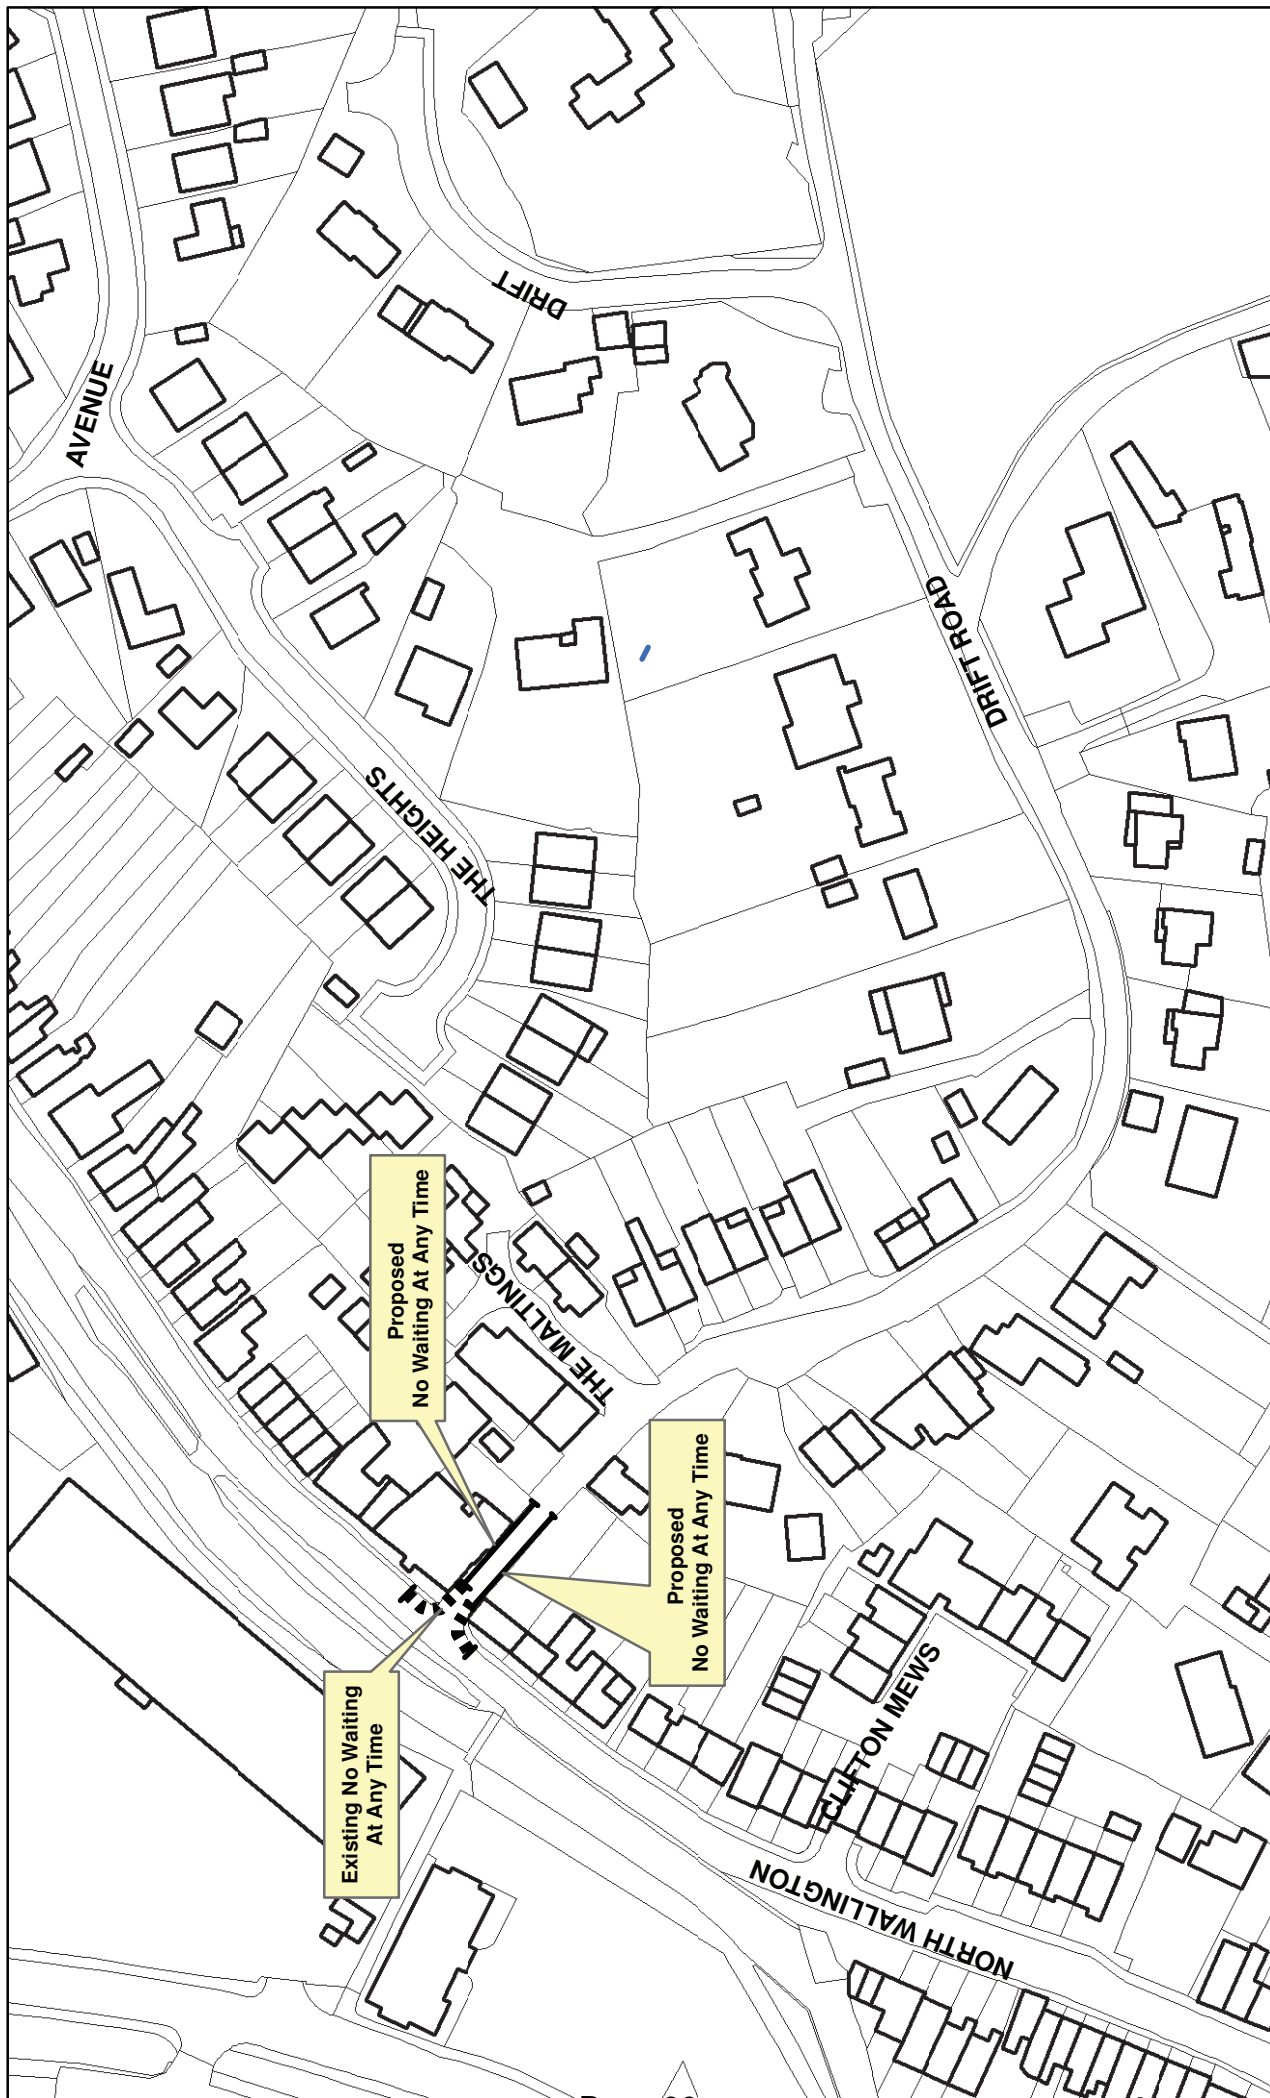 AVENUE
DRIFT
THE HEIGHTS
DRIFT ROAD
THE MALTINGS
Proposed
No Waiting At Any Time
Proposed
No Waiting At Any Time
Existing No Waiting
At Any Time
CLIFTON MEWS
NORTH WALLINGTON